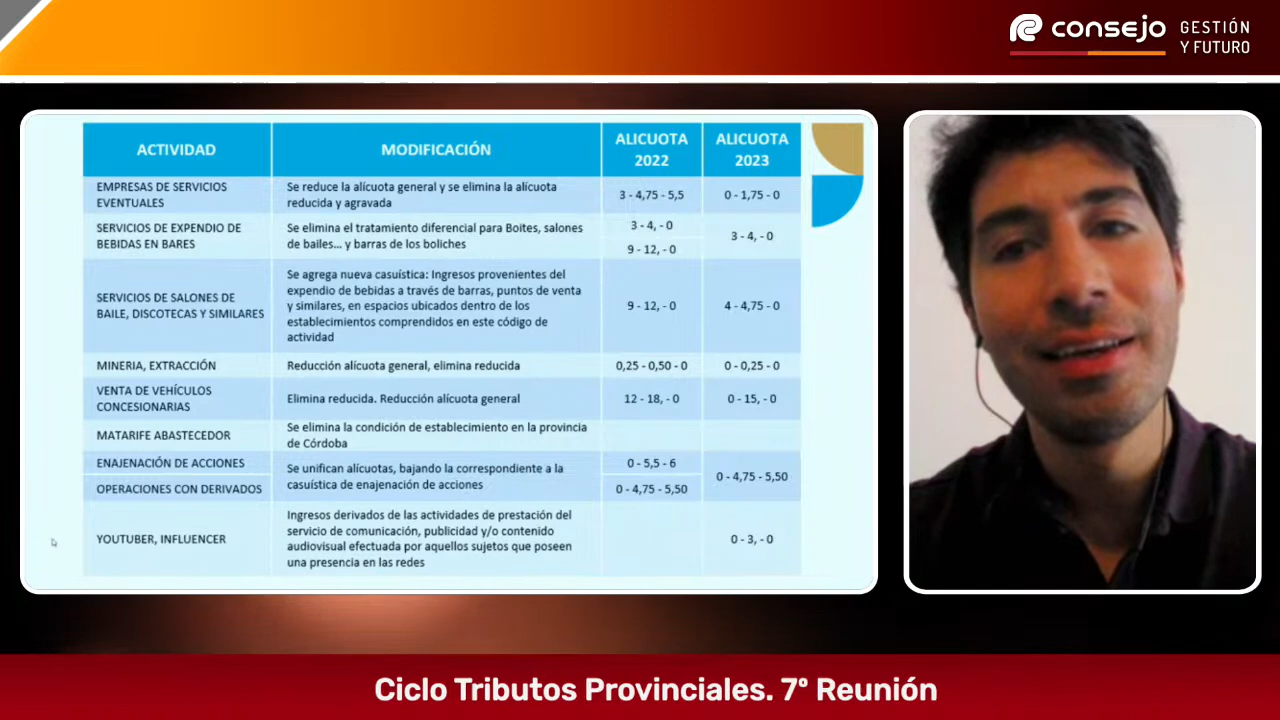 consejo
GESTIÓN
Y FUTURO
ACTIVIDAD
MODIFICACIÓN
ALICUOTA
2022
ALICUOTA
2023
EMPRESAS DE SERVICIOS
EVENTUALES
Se reduce la alícuota general y se elimina la alícuota
reducida y agravada
3 - 4,75 - 5,5
0 - 1,75 - 0
SERVICIOS DE EXPENDIO DE
BEBIDAS EN BARES
Se elimina el tratamiento diferencial para Boites, salones
de bailes... y barras de los boliches
3 - 4, - 0
9 - 12, - 0
3 - 4, - 0
SERVICIOS DE SALONES DE
BAILE, DISCOTECAS Y SIMILARES
Se agrega nueva casuística: Ingresos provenientes del
expendio de bebidas a través de barras, puntos de venta
y similares, en espacios ubicados dentro de los
establecimientos comprendidos en este código de
actividad
9 - 12, - 0
4 - 4,75 - 0
MINERIA, EXTRACCIÓN
Reducción alícuota general, elimina reducida
0,25 - 0,50 - 0
0 - 0,25 - 0
VENTA DE VEHÍCULOS
CONCESIONARIAS
Elimina reducida. Reducción alícuota general
12 - 18, - 0
0 - 15, - 0
MATARIFE ABASTECEDOR
Se elimina la condición de establecimiento en la provincia
de Córdoba
ENAJENACIÓN DE ACCIONES
OPERACIONES CON DERIVADOS
Se unifican alícuotas, bajando la correspondiente a la
casuística de enajenación de acciones
0 - 5,5 - 6
0 - 4,75 - 5,50
0 - 4,75 - 5,50
YOUTUBER, INFLUENCER
Ingresos derivados de las actividades de prestación del
servicio de comunicación, publicidad y/o contenido
audiovisual efectuada por aquellos sujetos que poseen
una presencia en las redes
0 - 3, - 0
Ciclo Tributos Provinciales. 7º Reunión